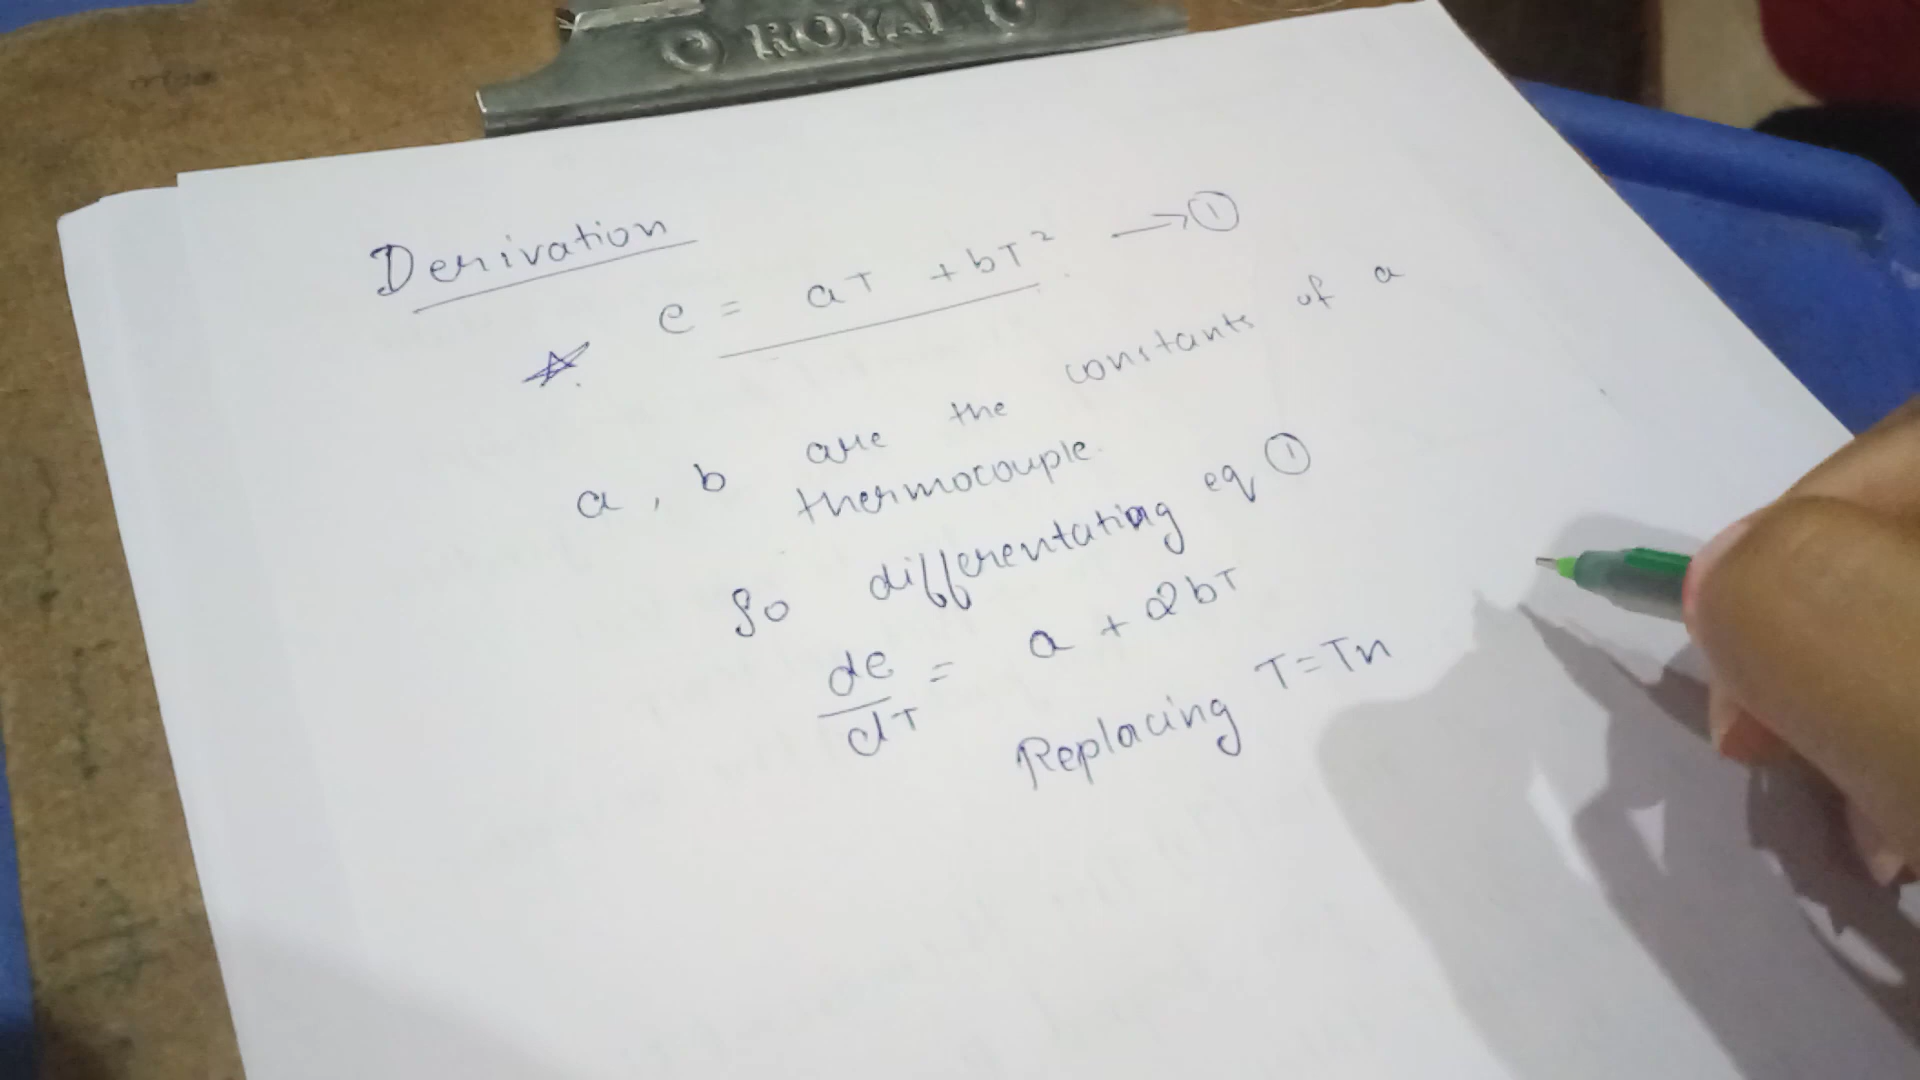 ROYAL
Derivation
e = aT + bT² → ①
a, b are the constants of a
thermocouple.
So differentating eq ①
de/dT = a + 2bT
Replacing T = Tn